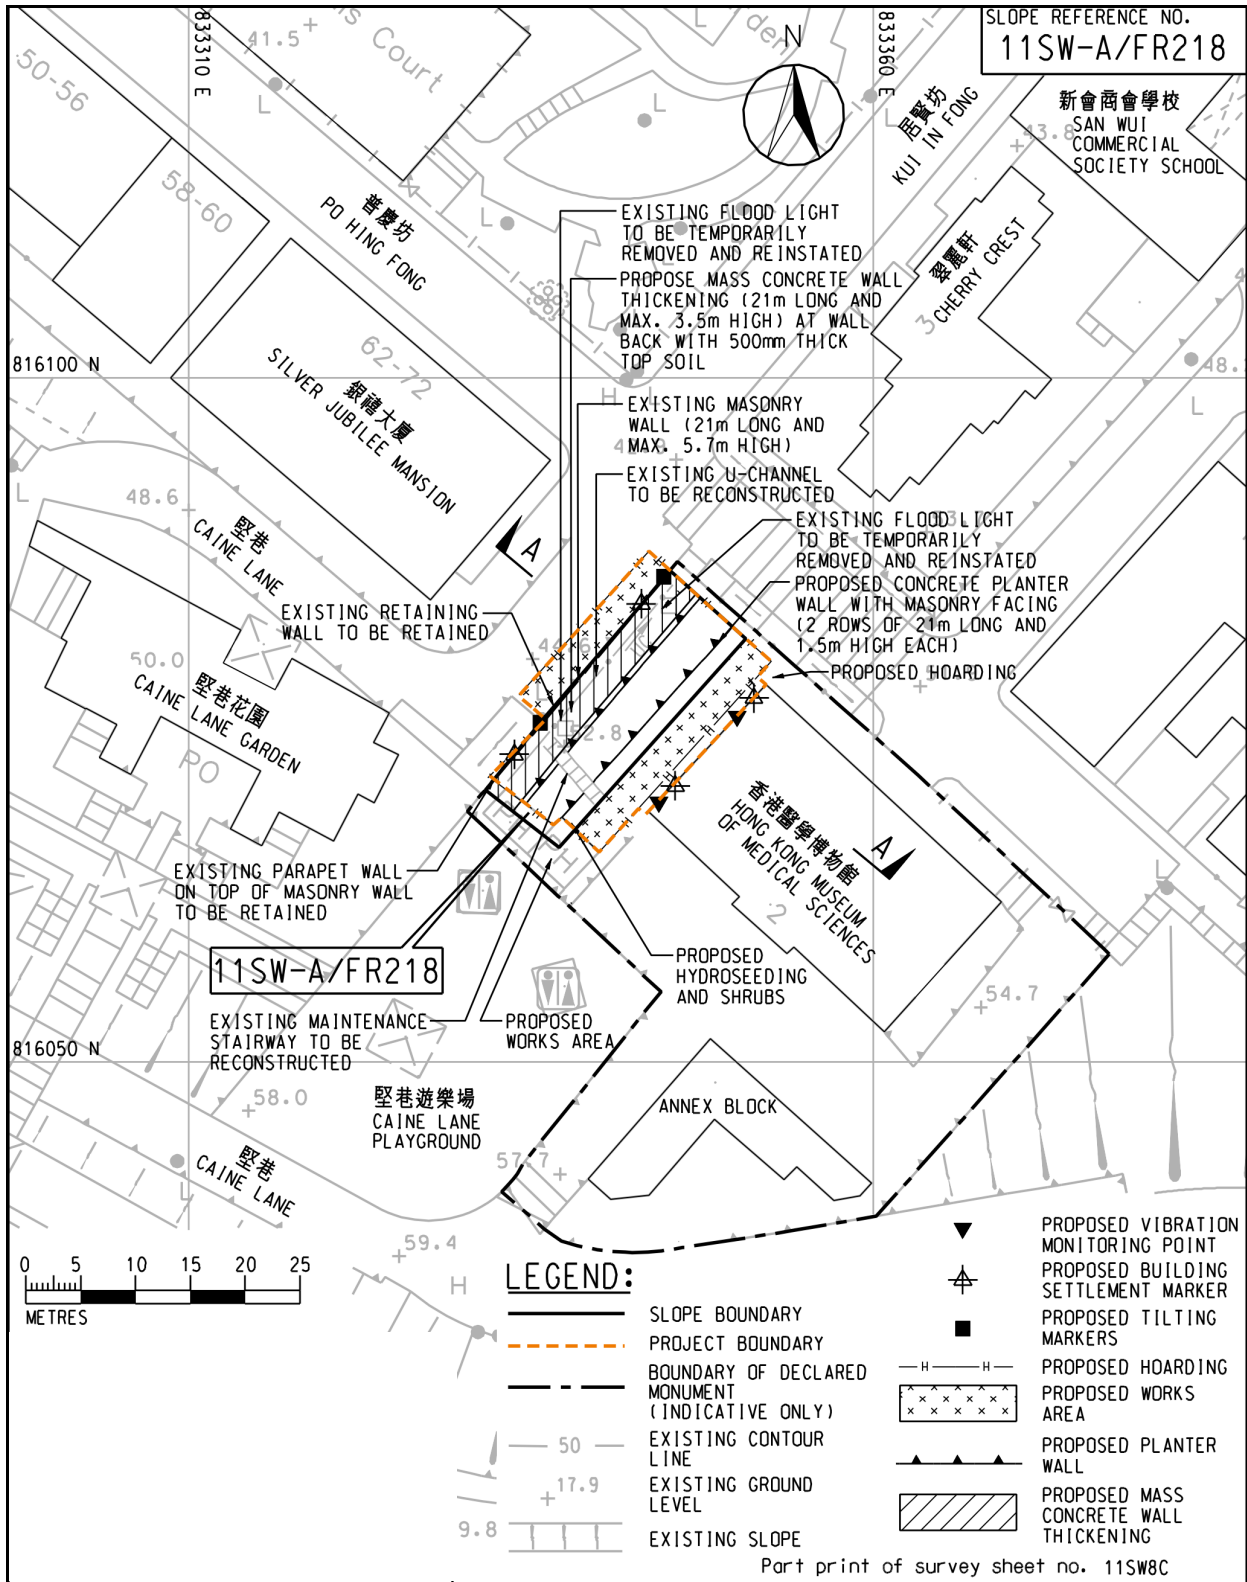 SLOPE REFERENCE NO.
11SW-A/FR218
833310 E
833360 E
41.5
Court
L
50-56
58-60
N
居賢坊
KUI IN FONG
新會商會學校
SAN WUI
COMMERCIAL
SOCIETY SCHOOL
43.8
L
L
L
L
普慶坊
PO HING FONG
EXISTING FLOOD LIGHT
TO BE TEMPORARILY
REMOVED AND REINSTATED
PROPOSE MASS CONCRETE WALL
THICKENING (21m LONG AND
MAX. 3.5m HIGH) AT WALL
BACK WITH 500mm THICK
TOP SOIL
翠麗軒
CHERRY CREST
3
816100 N
62-72
銀禧大廈
SILVER JUBILEE MANSION
H
L
L
EXISTING MASONRY
WALL (21m LONG AND
MAX. 5.7m HIGH)
EXISTING U-CHANNEL
TO BE RECONSTRUCTED
L
48.6
堅巷
CAINE LANE
A
EXISTING FLOOD LIGHT
TO BE TEMPORARILY
REMOVED AND REINSTATED
PROPOSED CONCRETE PLANTER
WALL WITH MASONRY FACING
(2 ROWS OF 21m LONG AND
1.5m HIGH EACH)
EXISTING RETAINING
WALL TO BE RETAINED
PROPOSED HOARDING
50.0
堅巷花園
CAINE LANE GARDEN
PO
52.8
香港醫學博物館
HONG KONG MUSEUM
OF MEDICAL SCIENCES
2
A
L
EXISTING PARAPET WALL
ON TOP OF MASONRY WALL
TO BE RETAINED
11SW-A/FR218
PROPOSED
HYDROSEEDING
AND SHRUBS
54.7
EXISTING MAINTENANCE
STAIRWAY TO BE
RECONSTRUCTED
PROPOSED
WORKS AREA
816050 N
58.0
堅巷遊樂場
CAINE LANE
PLAYGROUND
ANNEX BLOCK
堅巷
CAINE LANE
L
57.7
59.4
H
0 5 10 15 20 25
METRES
LEGEND:
SLOPE BOUNDARY
PROJECT BOUNDARY
BOUNDARY OF DECLARED
MONUMENT
(INDICATIVE ONLY)
50
EXISTING CONTOUR
LINE
17.9
EXISTING GROUND
LEVEL
9.8
EXISTING SLOPE
PROPOSED VIBRATION
MONITORING POINT
PROPOSED BUILDING
SETTLEMENT MARKER
PROPOSED TILTING
MARKERS
H H
PROPOSED HOARDING
PROPOSED WORKS
AREA
PROPOSED PLANTER
WALL
PROPOSED MASS
CONCRETE WALL
THICKENING
Part print of survey sheet no. 11SW8C